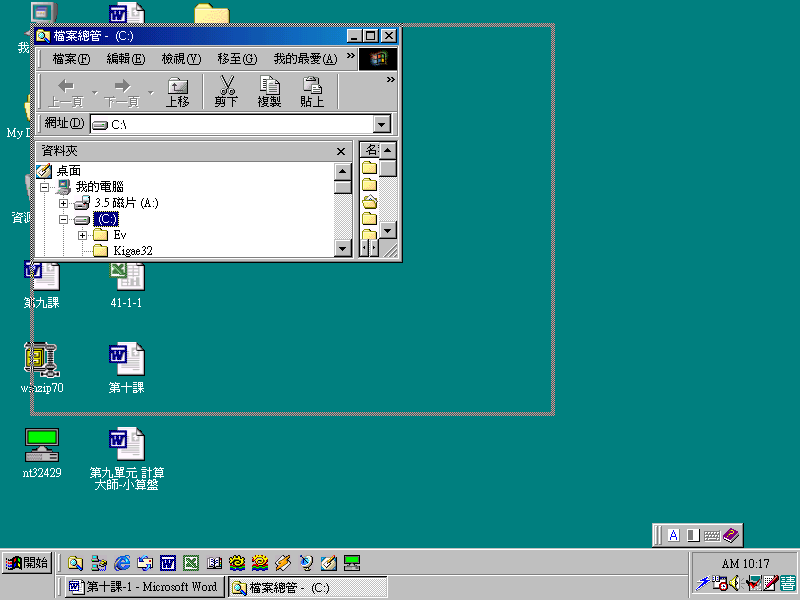 檔案總管 - (C:)
檔案(F) 編輯(E) 檢視(V) 移至(G) 我的最愛(A) »
上一頁 下一頁 上移 剪下 複製 貼上 »
網址(D) C:\
資料夾
名
桌面
我的電腦
3.5 磁片 (A:)
(C:)
Ev
Kigae32
我
My D
資源
第九課
41-1-1
winzip70
第十課
nt32429
第九單元 計算
大師-小算盤
A
開始
AM 10:17
第十課-1 - Microsoft Word
檔案總管 - (C:)